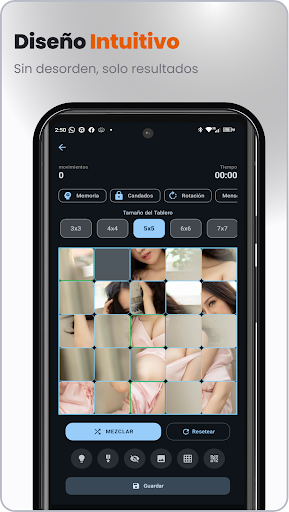 Diseño Intuitivo
Sin desorden, solo resultados
2:50
movimientos
Tiempo
0
00:00
Memoria
Candados
Rotación
Mens
Tamaño del Tablero
3x3
4x4
5x5
6x6
7x7
MEZCLAR
Resetear
Guardar